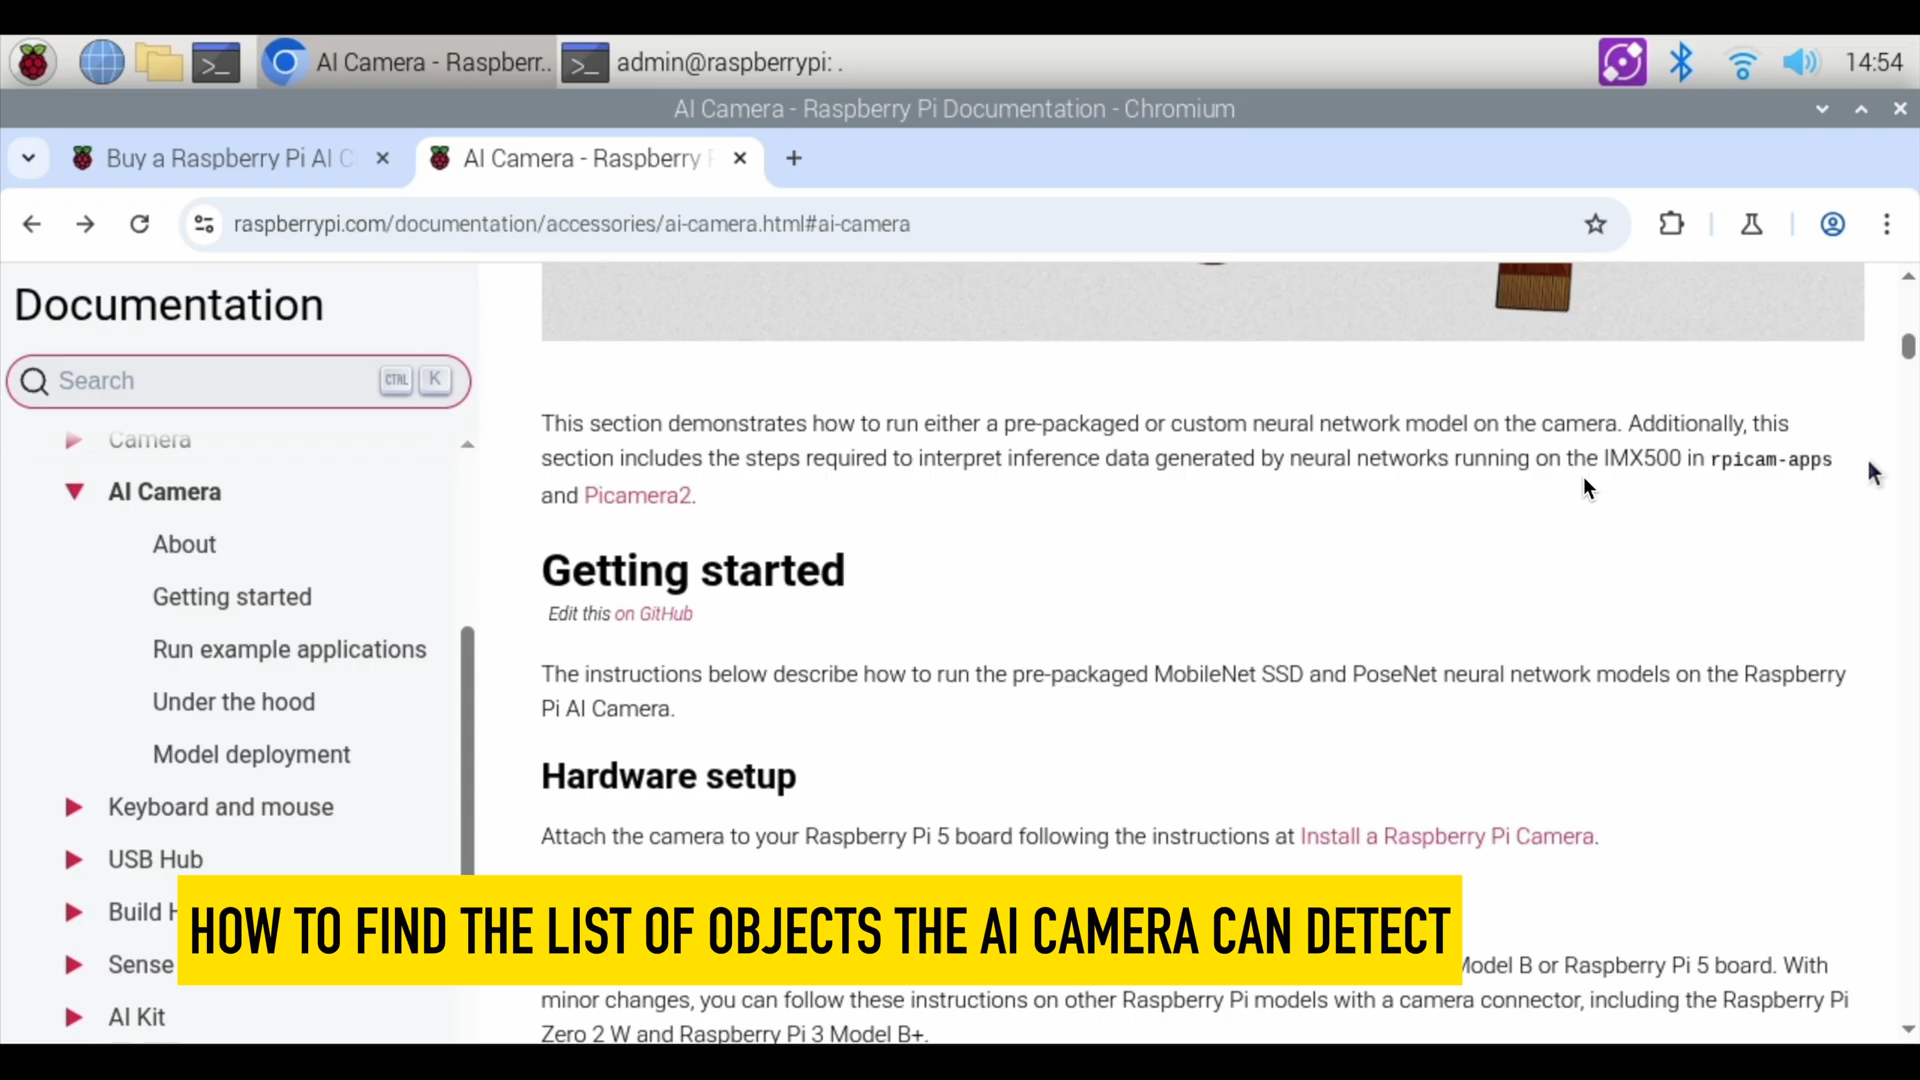 AI Camera - Raspberr..
admin@raspberrypi: .
14:54
AI Camera - Raspberry Pi Documentation - Chromium
Buy a Raspberry Pi AI C
AI Camera - Raspberry
raspberrypi.com/documentation/accessories/ai-camera.html#ai-camera
Documentation
Search
CTRL K
Camera
AI Camera
About
Getting started
Run example applications
Under the hood
Model deployment
Keyboard and mouse
USB Hub
Build H
Sense
AI Kit
This section demonstrates how to run either a pre-packaged or custom neural network model on the camera. Additionally, this
section includes the steps required to interpret inference data generated by neural networks running on the IMX500 in rpicam-apps
and Picamera2.
Getting started
Edit this on GitHub
The instructions below describe how to run the pre-packaged MobileNet SSD and PoseNet neural network models on the Raspberry
Pi AI Camera.
Hardware setup
Attach the camera to your Raspberry Pi 5 board following the instructions at Install a Raspberry Pi Camera.
HOW TO FIND THE LIST OF OBJECTS THE AI CAMERA CAN DETECT
Model B or Raspberry Pi 5 board. With
minor changes, you can follow these instructions on other Raspberry Pi models with a camera connector, including the Raspberry Pi
Zero 2 W and Raspberry Pi 3 Model B+.